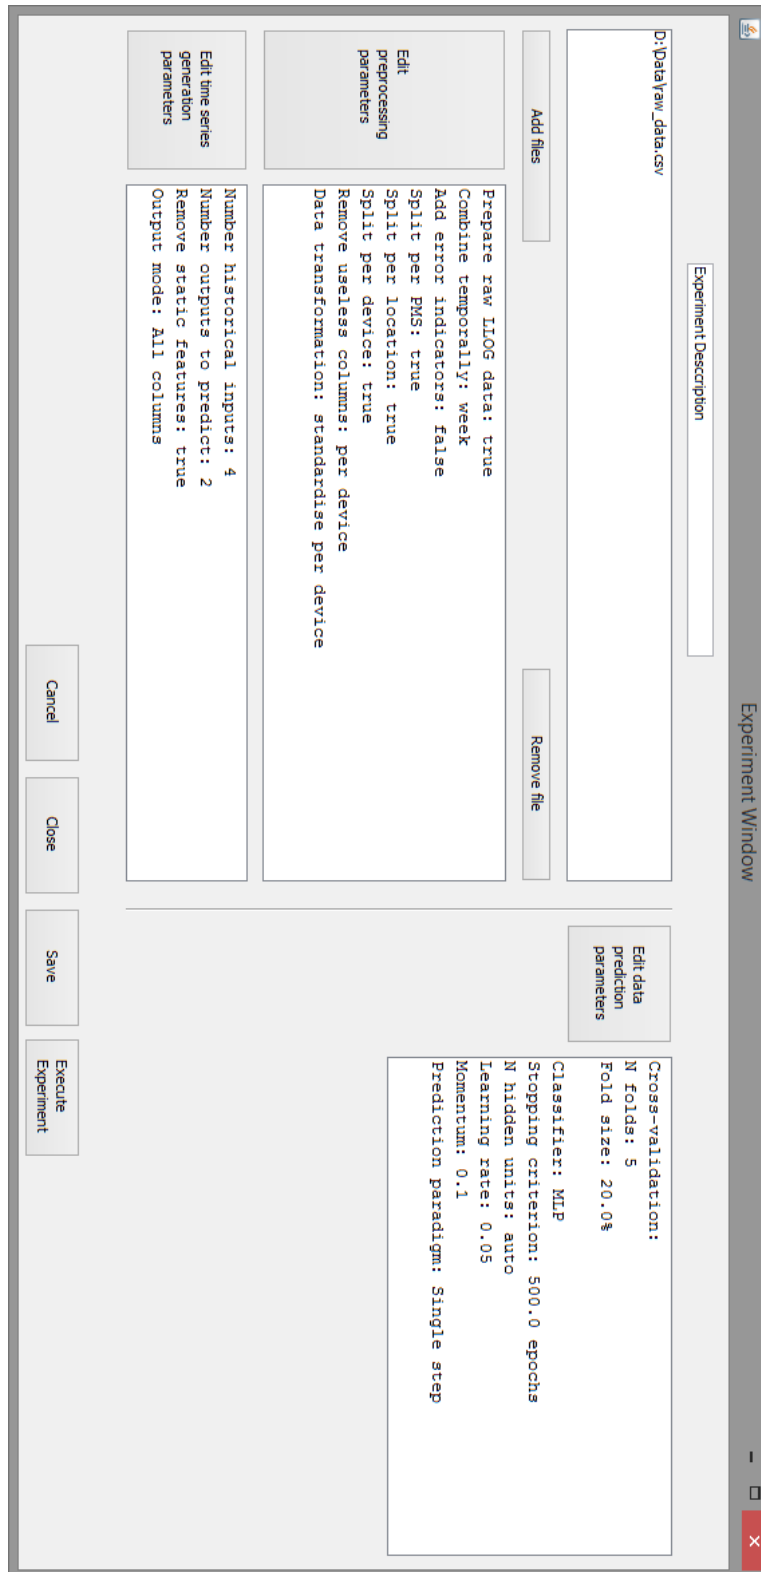 Experiment Window
Experiment Desccription
D:\Data\raw_data.csv
Add files
Remove file
Edit
preprocessing
parameters
Prepare raw LLOG data: true
Combine temporally: week
Add error indicators: false
Split per PMS: true
Split per location: true
Split per device: true
Remove useless columns: per device
Data transformation: standardise per device
Edit time series
generation
parameters
Number historical inputs: 4
Number outputs to predict: 2
Remove static features: true
Output mode: All columns
Edit data
prediction
parameters
Cross-validation:
N folds: 5
Fold size: 20.0%
Classifier: MLP
Stopping criterion: 500.0 epochs
N hidden units: auto
Learning rate: 0.05
Momentum: 0.1
Prediction paradigm: Single step
Cancel
Close
Save
Execute
Experiment